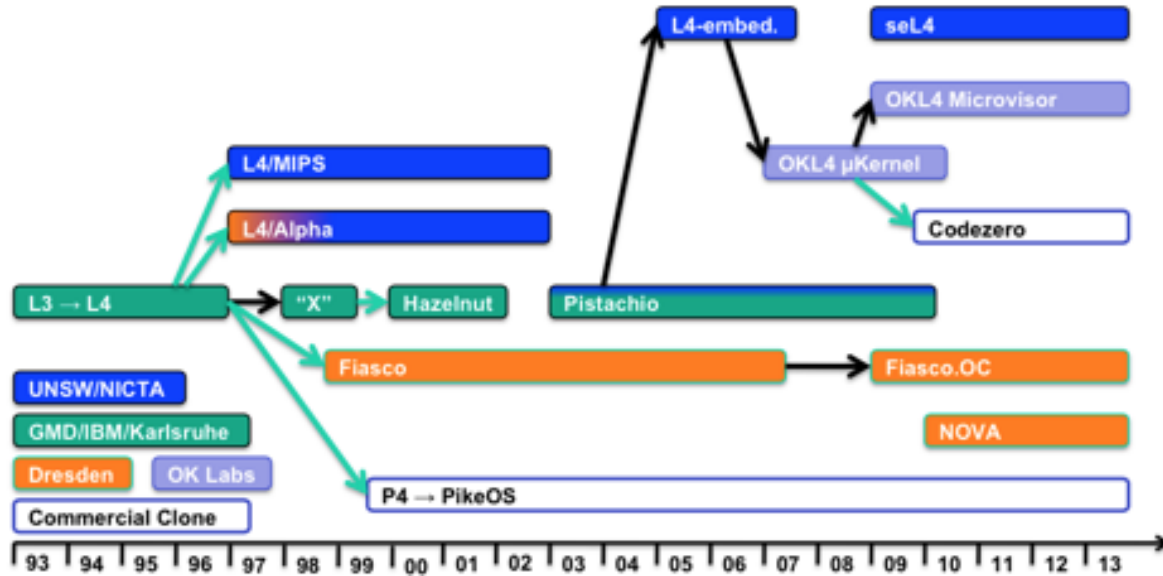 L4-embed.
seL4
OKL4 Microvisor
L4/MIPS
OKL4 µKernel
L4/Alpha
Codezero
L3 → L4
“X”
Hazelnut
Pistachio
Fiasco
Fiasco.OC
UNSW/NICTA
GMD/IBM/Karlsruhe
NOVA
Dresden
OK Labs
P4 → PikeOS
Commercial Clone
93 94 95 96 97 98 99 00 01 02 03 04 05 06 07 08 09 10 11 12 13